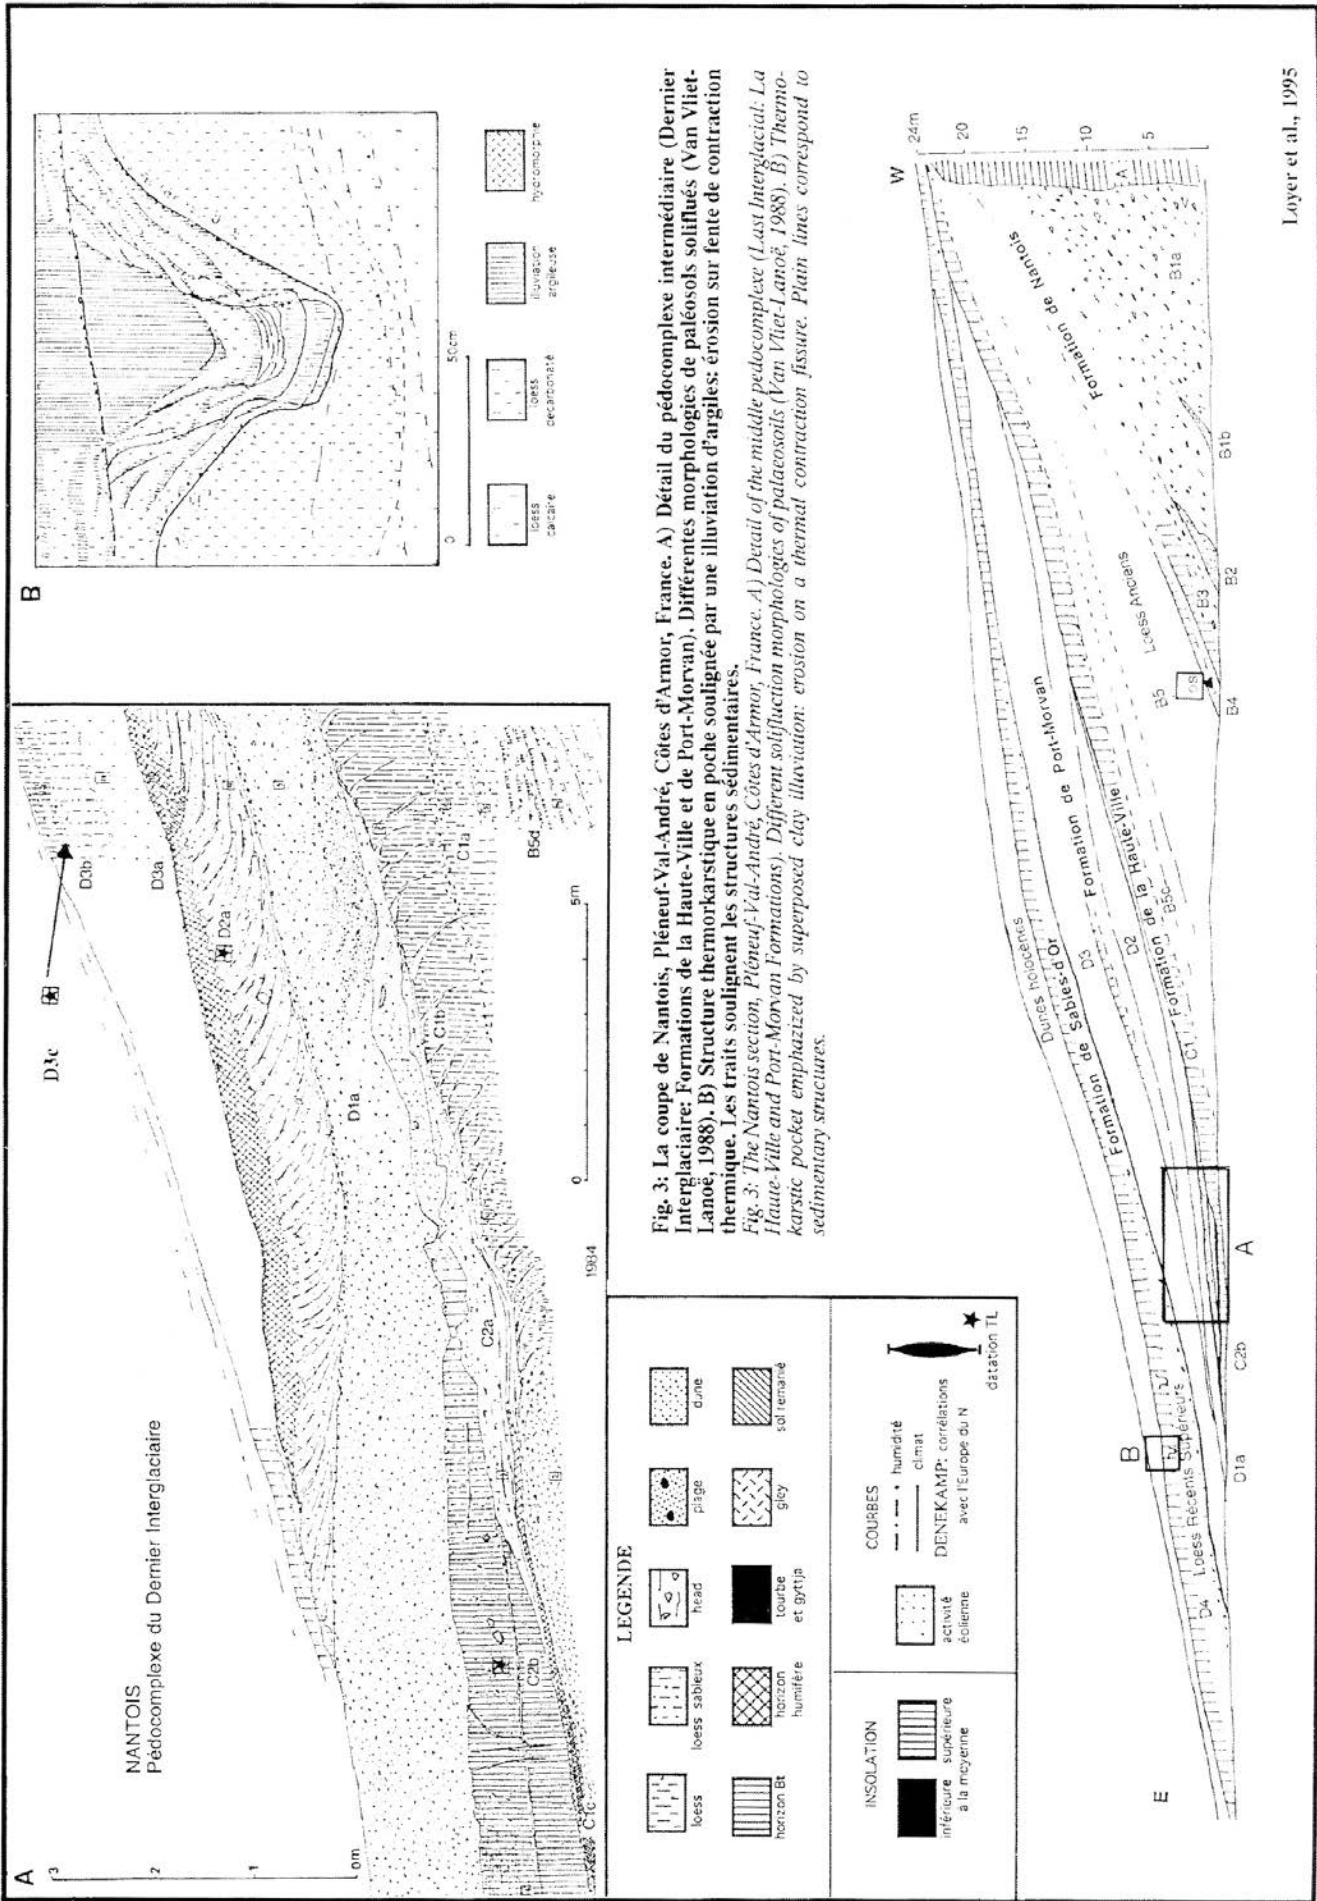 A
NANTOIS
Pédocomplexe du Dernier Interglaciaire
3
2
1
0m
D3c
D3b
D3a
D2a
D1a
C1a
C1b
B5d
C2a
C2b
C1c
0
5m
1984
B
0
50cm
loess calcaire
loess decarbonaté
illuviation argileuse
hydromorphe
Fig. 3: La coupe de Nantois, Pléneuf-Val-André, Côtes d'Armor, France. A) Détail du pédocomplexe intermédiaire (Dernier
Interglaciaire: Formations de la Haute-Ville et de Port-Morvan). Différentes morphologies de paléosols soliflués (Van Vliet-
Lanoë, 1988). B) Structure thermorkarstique en poche soulignée par une illuviation d'argiles: érosion sur fente de contraction
thermique. Les traits soulignent les structures sédimentaires.
Fig. 3: The Nantois section, Pléneuf-Val-André, Côtes d'Armor, France. A) Detail of the middle pedocomplexe (Last Interglacial: La
Haute-Ville and Port-Morvan Formations). Different solifluction morphologies of palaeosoils (Van Vliet-Lanoë, 1988). B) Thermo-
karstic pocket emphazized by superposed clay illuviation: erosion on a thermal contraction fissure. Plain lines correspond to
sedimentary structures.
LEGENDE
loess
loess sableux
head
plage
dune
horizon Bt
horizon humifère
tourbe et gyttja
gley
sol remanié
INSOLATION
inférieure
supérieure
à la moyenne
activité éolienne
COURBES
humidité
climat
DENEKAMP: corrélations
avec l'Europe du N
datation TL
E
W
24m
20
15
10
5
A
B
A
Dunes holocènes
Formation de Sables-d'Or
Formation de Port-Morvan
Formation de la Haute-Ville
Formation de Nantois
Loess Anciens
Loess Récents Supérieurs
D4
D3
D2
D1a
C2b
C1
B5c
B5
B4
B3
B2
B1b
B1a
Loyer et al., 1995